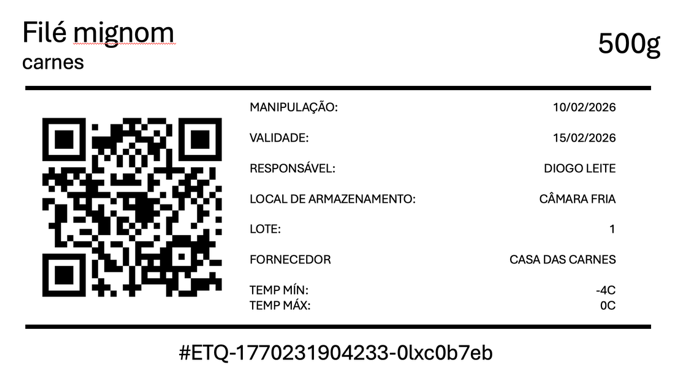 Filé mignom
500g
carnes
MANIPULAÇÃO: 10/02/2026
VALIDADE: 15/02/2026
RESPONSÁVEL: DIOGO LEITE
LOCAL DE ARMAZENAMENTO: CÂMARA FRIA
LOTE: 1
FORNECEDOR CASA DAS CARNES
TEMP MÍN: -4C
TEMP MÁX: 0C
#ETQ-1770231904233-0lxc0b7eb